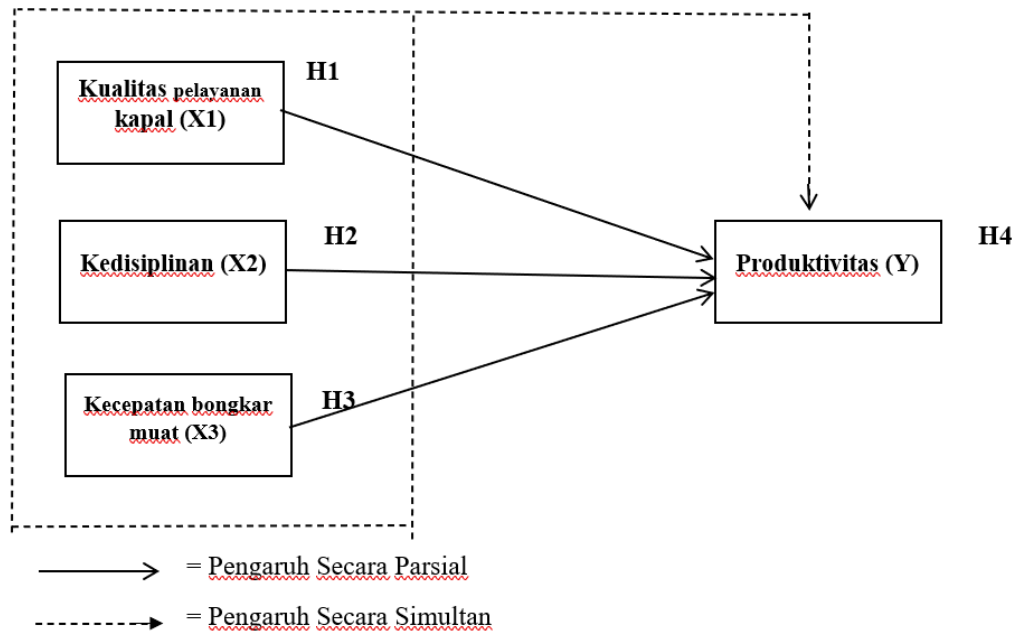 H1
Kualitas pelayanan
kapal (X1)
H2
Kedisiplinan (X2)
Produktivitas (Y)
H4
H3
Kecepatan bongkar
muat (X3)
= Pengaruh Secara Parsial
= Pengaruh Secara Simultan